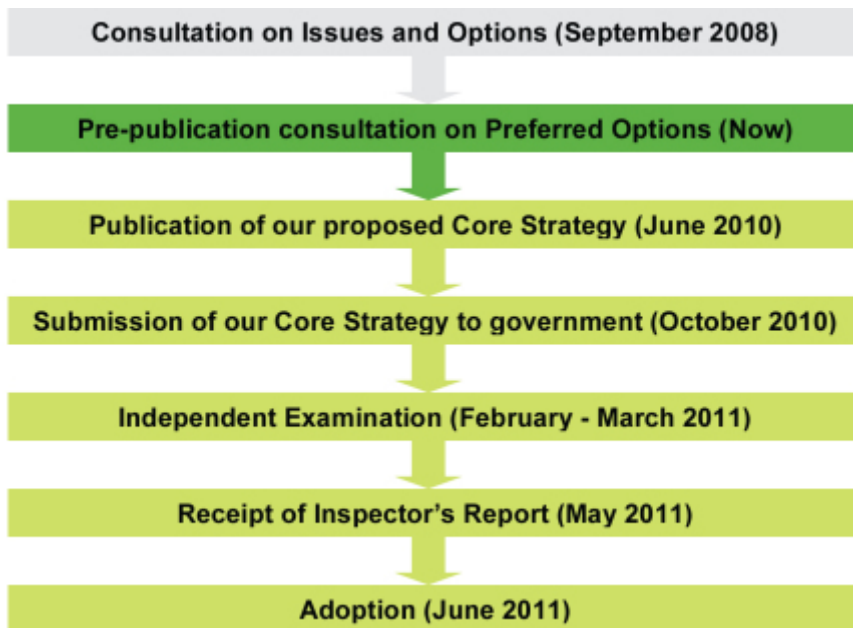 Consultation on Issues and Options (September 2008)
Pre-publication consultation on Preferred Options (Now)
Publication of our proposed Core Strategy (June 2010)
Submission of our Core Strategy to government (October 2010)
Independent Examination (February - March 2011)
Receipt of Inspector’s Report (May 2011)
Adoption (June 2011)